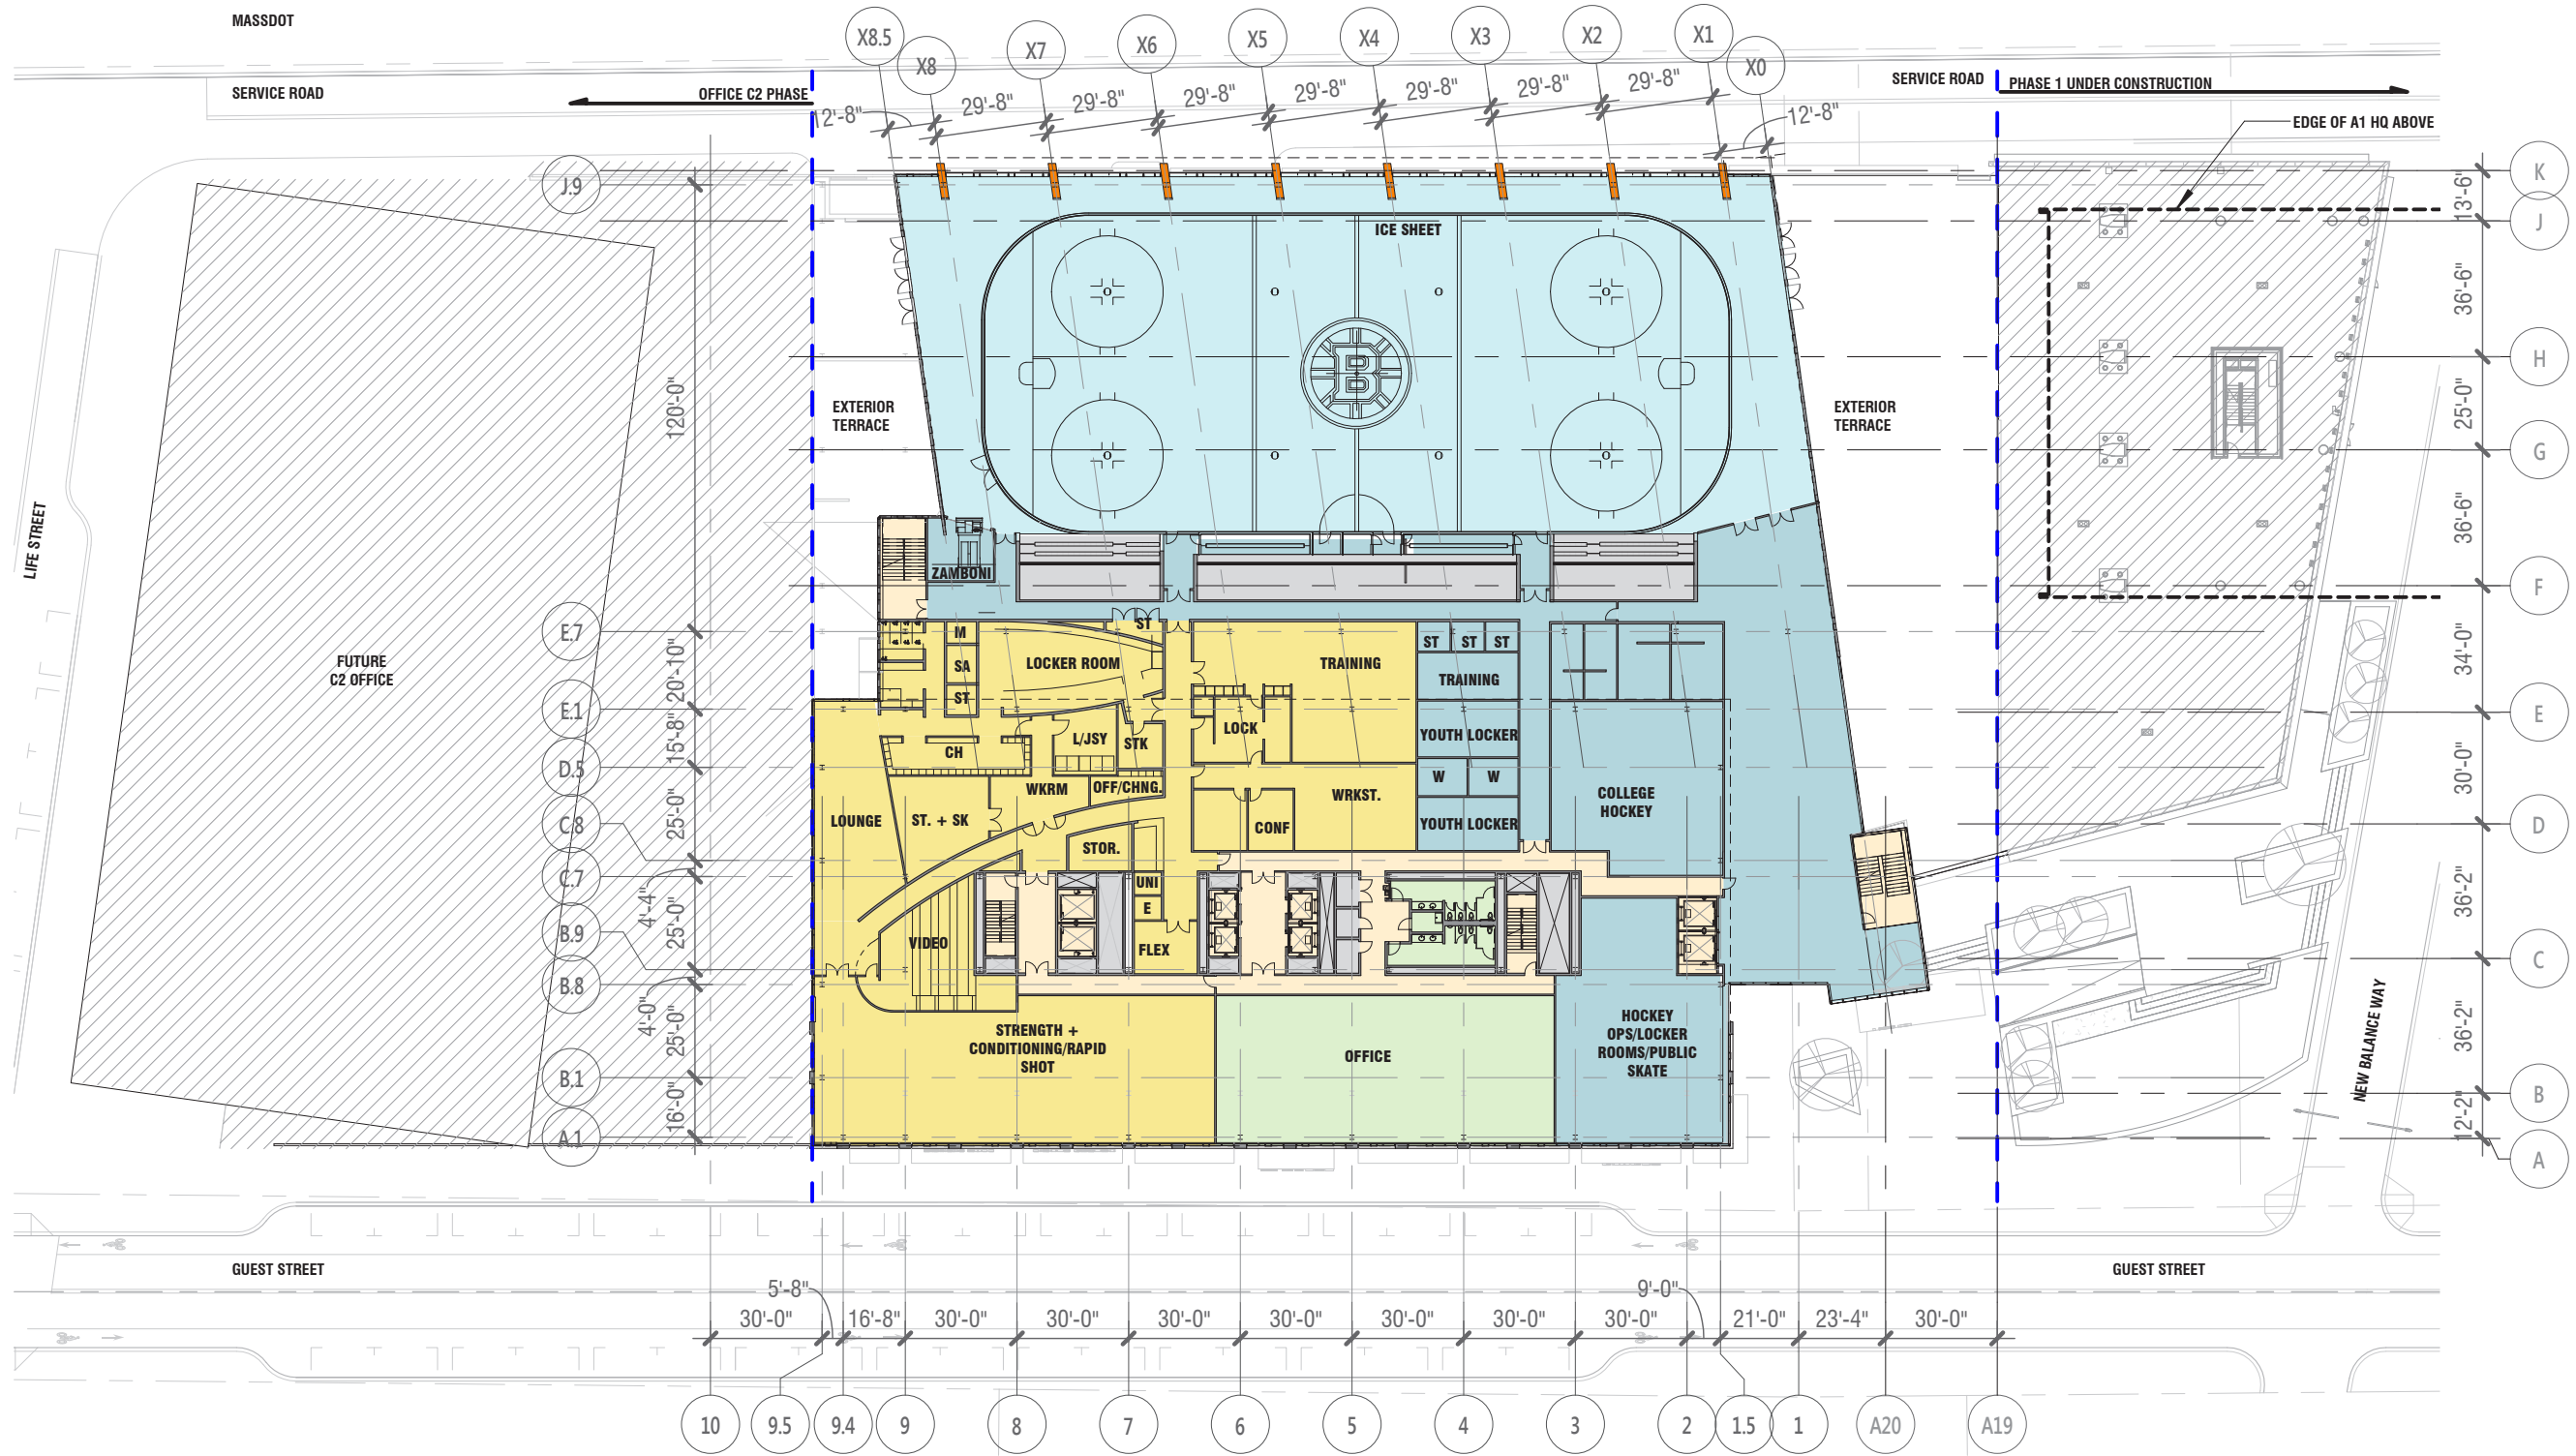 MASSDOT
X8.5
X8
X7
X6
X5
X4
X3
X2
X1
X0
SERVICE ROAD
OFFICE C2 PHASE
SERVICE ROAD
PHASE 1 UNDER CONSTRUCTION
12'-8"
29'-8"
29'-8"
29'-8"
29'-8"
29'-8"
29'-8"
29'-8"
12'-8"
EDGE OF A1 HQ ABOVE
J.9
K
13'-6"
J
36'-6"
H
25'-0"
G
36'-6"
F
34'-0"
E
30'-0"
D
36'-2"
C
36'-2"
B
12'-2"
A
ICE SHEET
B
120'-0"
EXTERIOR
TERRACE
EXTERIOR
TERRACE
LIFE STREET
ZAMBONI
E.7
20'-10"
E.1
15'-8"
D.5
25'-0"
C.8
C.7
4'-4"
25'-0"
B.9
B.8
4'-0"
25'-0"
B.1
16'-0"
A.1
FUTURE
C2 OFFICE
M
SA
ST
LOCKER ROOM
ST
TRAINING
ST
ST
ST
TRAINING
LOCK
L/JSY
STK
CH
YOUTH LOCKER
WKRM
OFF/CHNG.
WRKST.
W
W
COLLEGE
HOCKEY
LOUNGE
ST. + SK
CONF
YOUTH LOCKER
STOR.
UNI
E
VIDEO
FLEX
STRENGTH +
CONDITIONING/RAPID
SHOT
OFFICE
HOCKEY
OPS/LOCKER
ROOMS/PUBLIC
SKATE
NEW BALANCE WAY
GUEST STREET
GUEST STREET
5'-8"
9'-0"
30'-0"
16'-8"
30'-0"
30'-0"
30'-0"
30'-0"
30'-0"
30'-0"
30'-0"
21'-0"
23'-4"
30'-0"
10
9.5
9.4
9
8
7
6
5
4
3
2
1.5
1
A20
A19